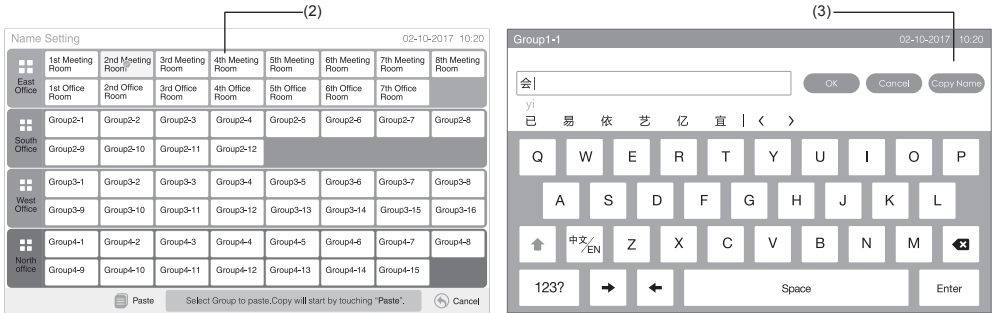 (2)
(3)
Name Setting 02-10-2017 10:20
East Office
1st Meeting Room 2nd Meeting Room 3rd Meeting Room 4th Meeting Room 5th Meeting Room 6th Meeting Room 7th Meeting Room 8th Meeting Room
1st Office Room 2nd Office Room 3rd Office Room 4th Office Room 5th Office Room 6th Office Room 7th Office Room
South Office
Group2-1 Group2-2 Group2-3 Group2-4 Group2-5 Group2-6 Group2-7 Group2-8
Group2-9 Group2-10 Group2-11 Group2-12
West Office
Group3-1 Group3-2 Group3-3 Group3-4 Group3-5 Group3-6 Group3-7 Group3-8
Group3-9 Group3-10 Group3-11 Group3-12 Group3-13 Group3-14 Group3-15 Group3-16
North office
Group4-1 Group4-2 Group4-3 Group4-4 Group4-5 Group4-6 Group4-7 Group4-8
Group4-9 Group4-10 Group4-11 Group4-12 Group4-13 Group4-14 Group4-15
Paste Select Group to paste.Copy will start by touching "Paste". Cancel
Group1-1 02-10-2017 10:20
会 OK Cancel Copy Name
yi
已 易 依 艺 亿 宜
Q W E R T Y U I O P
A S D F G H J K L
中文/EN Z X C V B N M
123? Space Enter